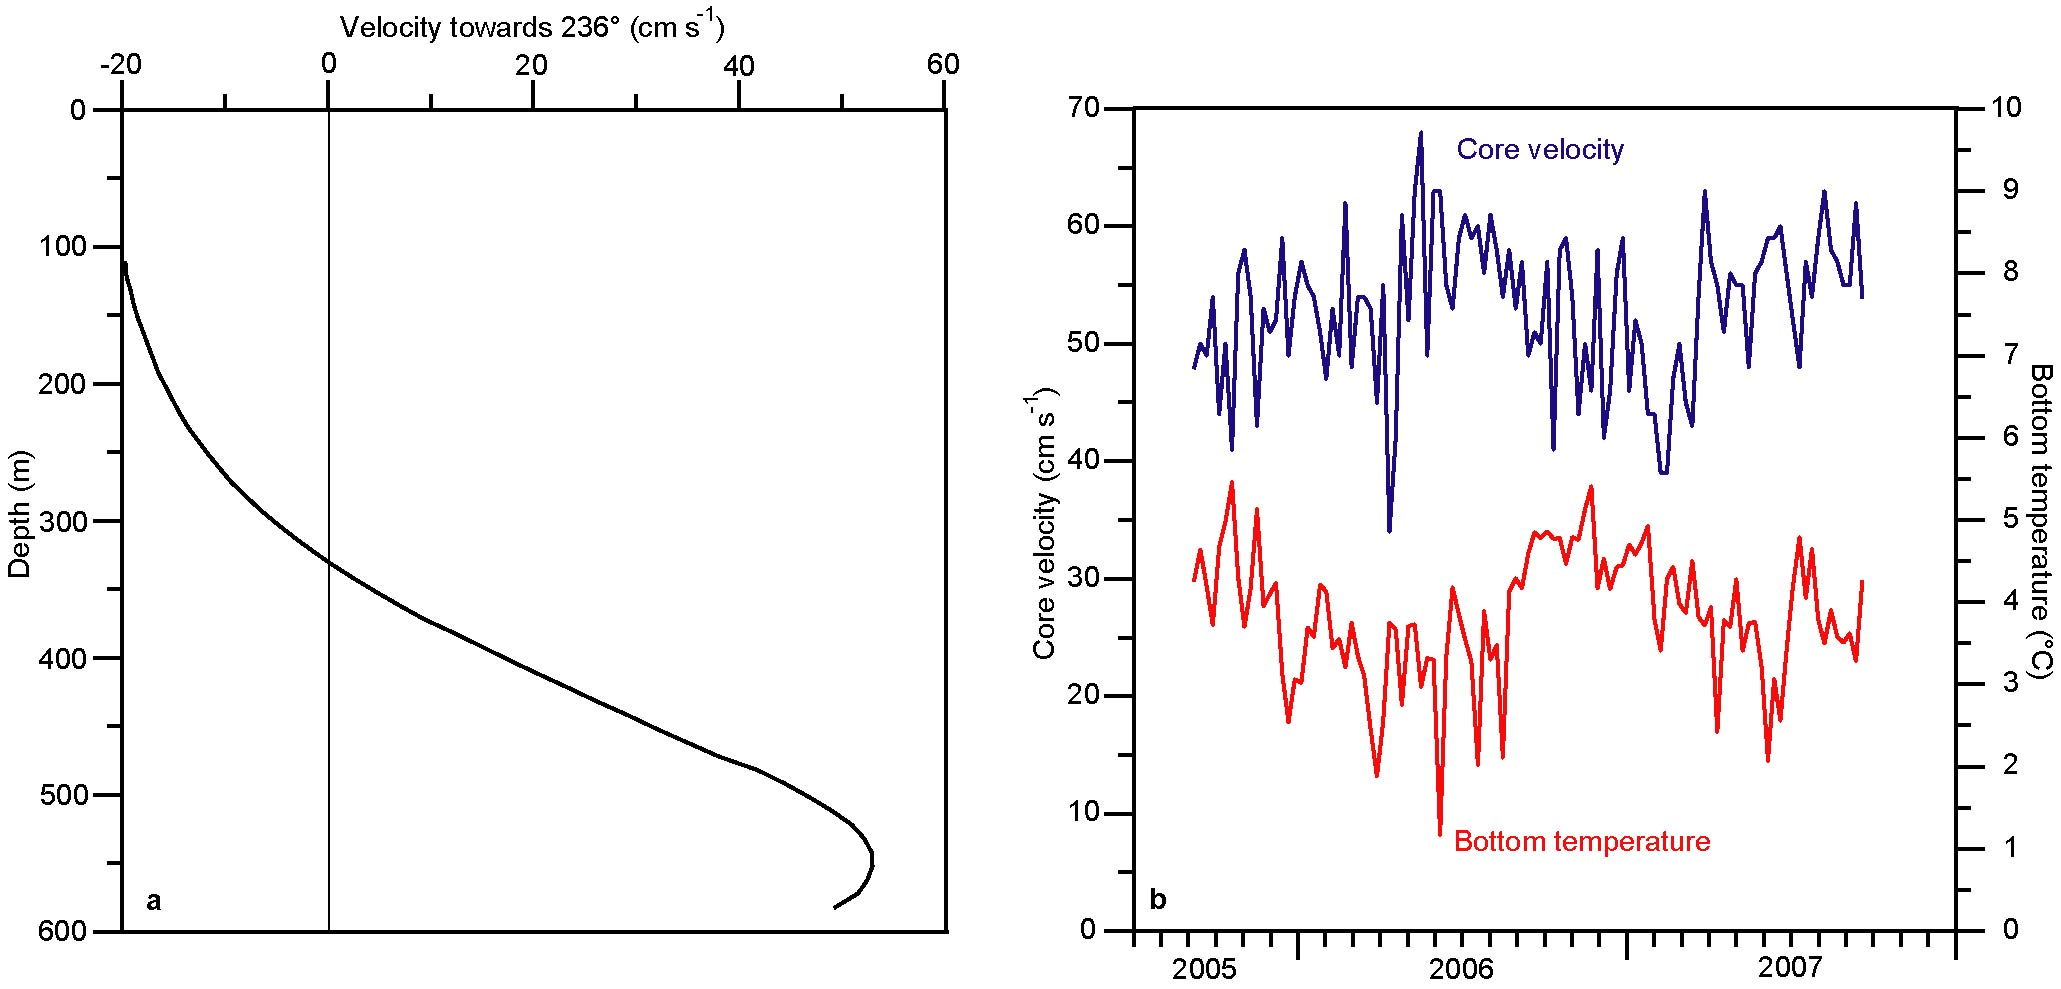 Velocity towards 236° (cm s-1)
-20 0 20 40 60
0
100
200
300
400
500
600
Depth (m)
a
70
60
50
40
30
20
10
0
Core velocity (cm s-1)
Core velocity
Bottom temperature
b
10
9
8
7
6
5
4
3
2
1
0
Bottom temperature (°C)
2005 2006 2007